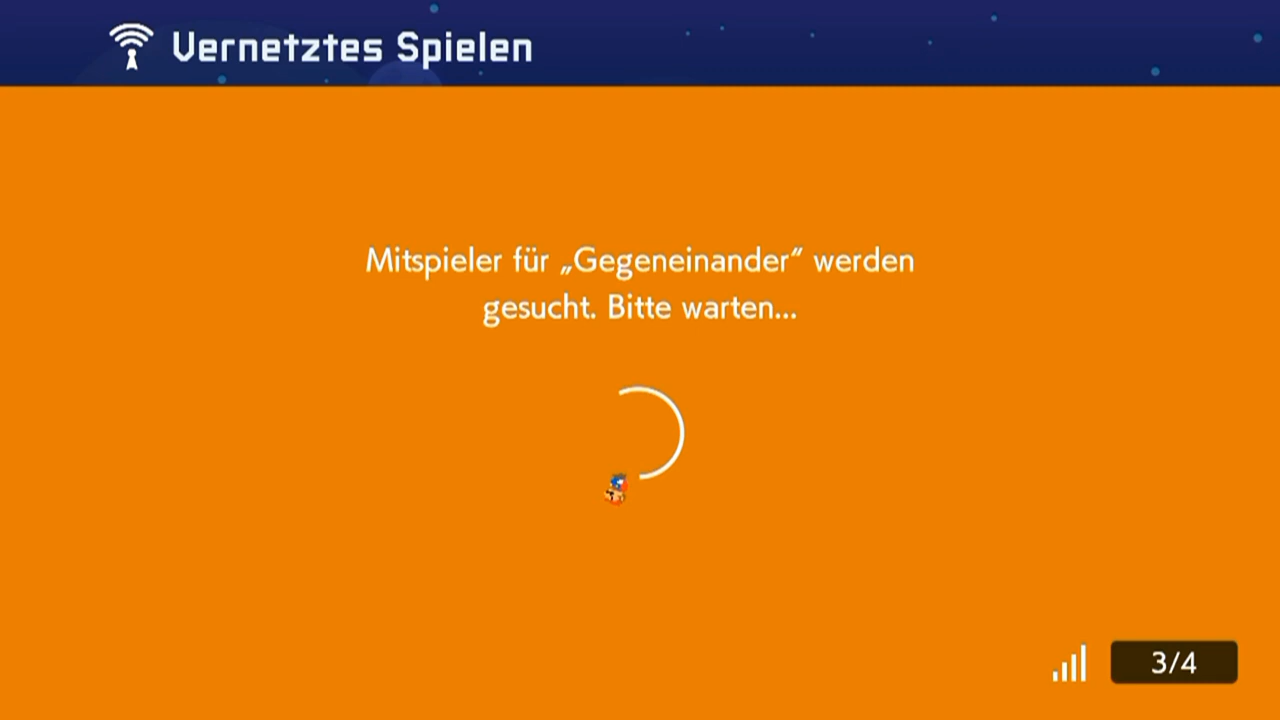 Vernetztes Spielen
Mitspieler für „Gegeneinander” werden
gesucht. Bitte warten...
3/4